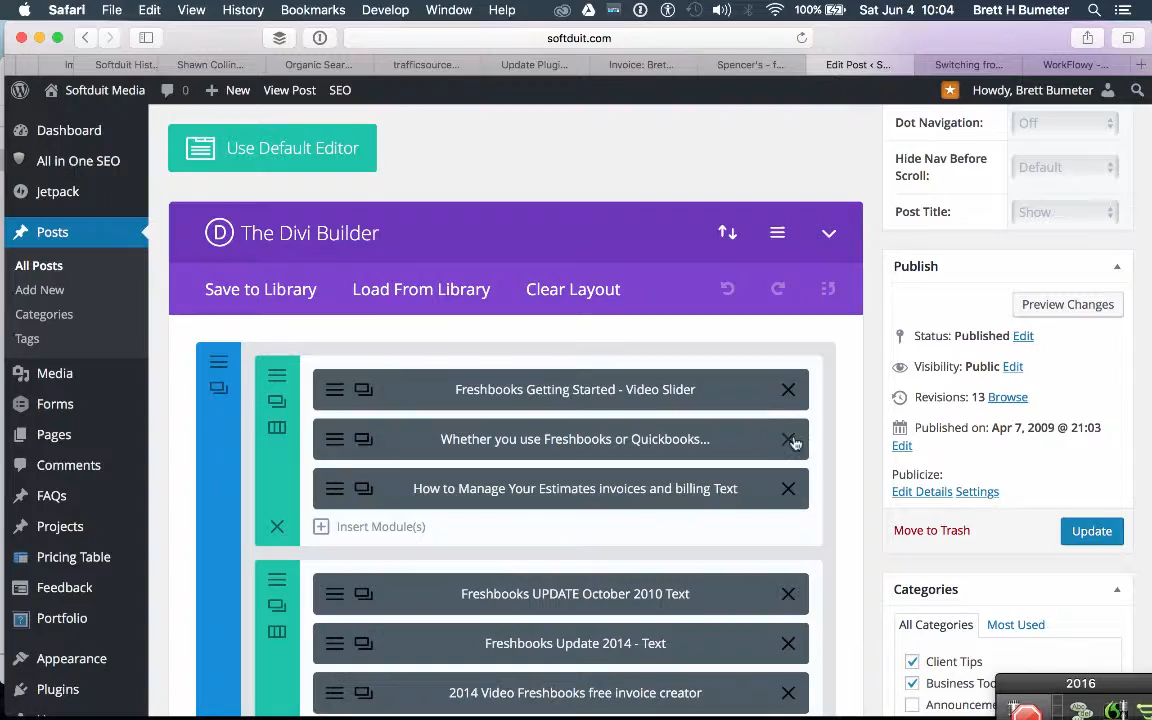 Safari File Edit View History Bookmarks Develop Window Help 100% Sat Jun 4 10:04 Brett H Bumeter
softduit.com
Softduit Hist... Shawn Collin... Organic Sear... trafficsource... Update Plugi... Invoice: Bret... Spencer's - f... Edit Post ‹ S... Switching fro... WorkFlowy -...
Softduit Media 0 + New View Post SEO Howdy, Brett Bumeter
Dashboard
All in One SEO
Jetpack
Posts
All Posts
Add New
Categories
Tags
Media
Forms
Pages
Comments
FAQs
Projects
Pricing Table
Feedback
Portfolio
Appearance
Plugins
Use Default Editor
D The Divi Builder
Save to Library Load From Library Clear Layout
Freshbooks Getting Started - Video Slider
Whether you use Freshbooks or Quickbooks...
How to Manage Your Estimates invoices and billing Text
Insert Module(s)
Freshbooks UPDATE October 2010 Text
Freshbooks Update 2014 - Text
2014 Video Freshbooks free invoice creator
Dot Navigation: Off
Hide Nav Before Scroll: Default
Post Title: Show
Publish
Preview Changes
Status: Published Edit
Visibility: Public Edit
Revisions: 13 Browse
Published on: Apr 7, 2009 @ 21:03
Edit
Publicize:
Edit Details Settings
Move to Trash Update
Categories
All Categories Most Used
Client Tips
Business Too
Announceme
2016